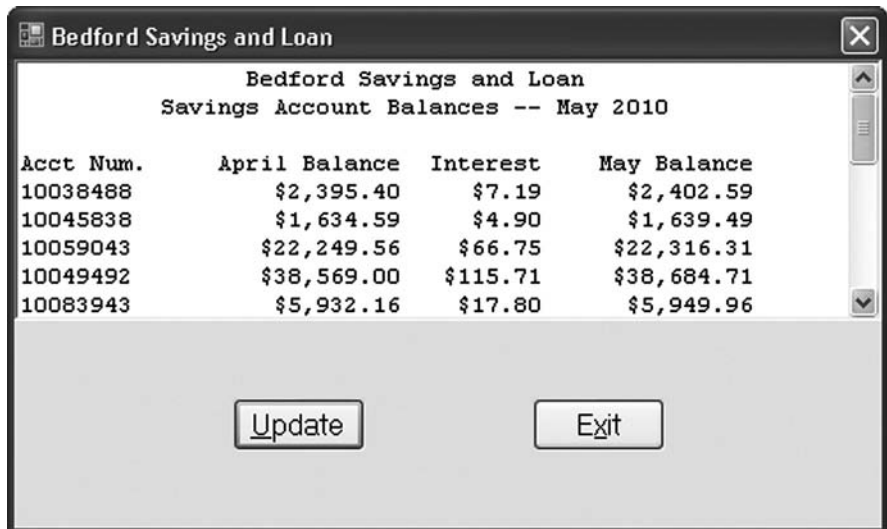 Bedford Savings and Loan
Bedford Savings and Loan
Savings Account Balances -- May 2010
Acct Num. April Balance Interest May Balance
10038488 $2,395.40 $7.19 $2,402.59
10045838 $1,634.59 $4.90 $1,639.49
10059043 $22,249.56 $66.75 $22,316.31
10049492 $38,569.00 $115.71 $38,684.71
10083943 $5,932.16 $17.80 $5,949.96
Update Exit